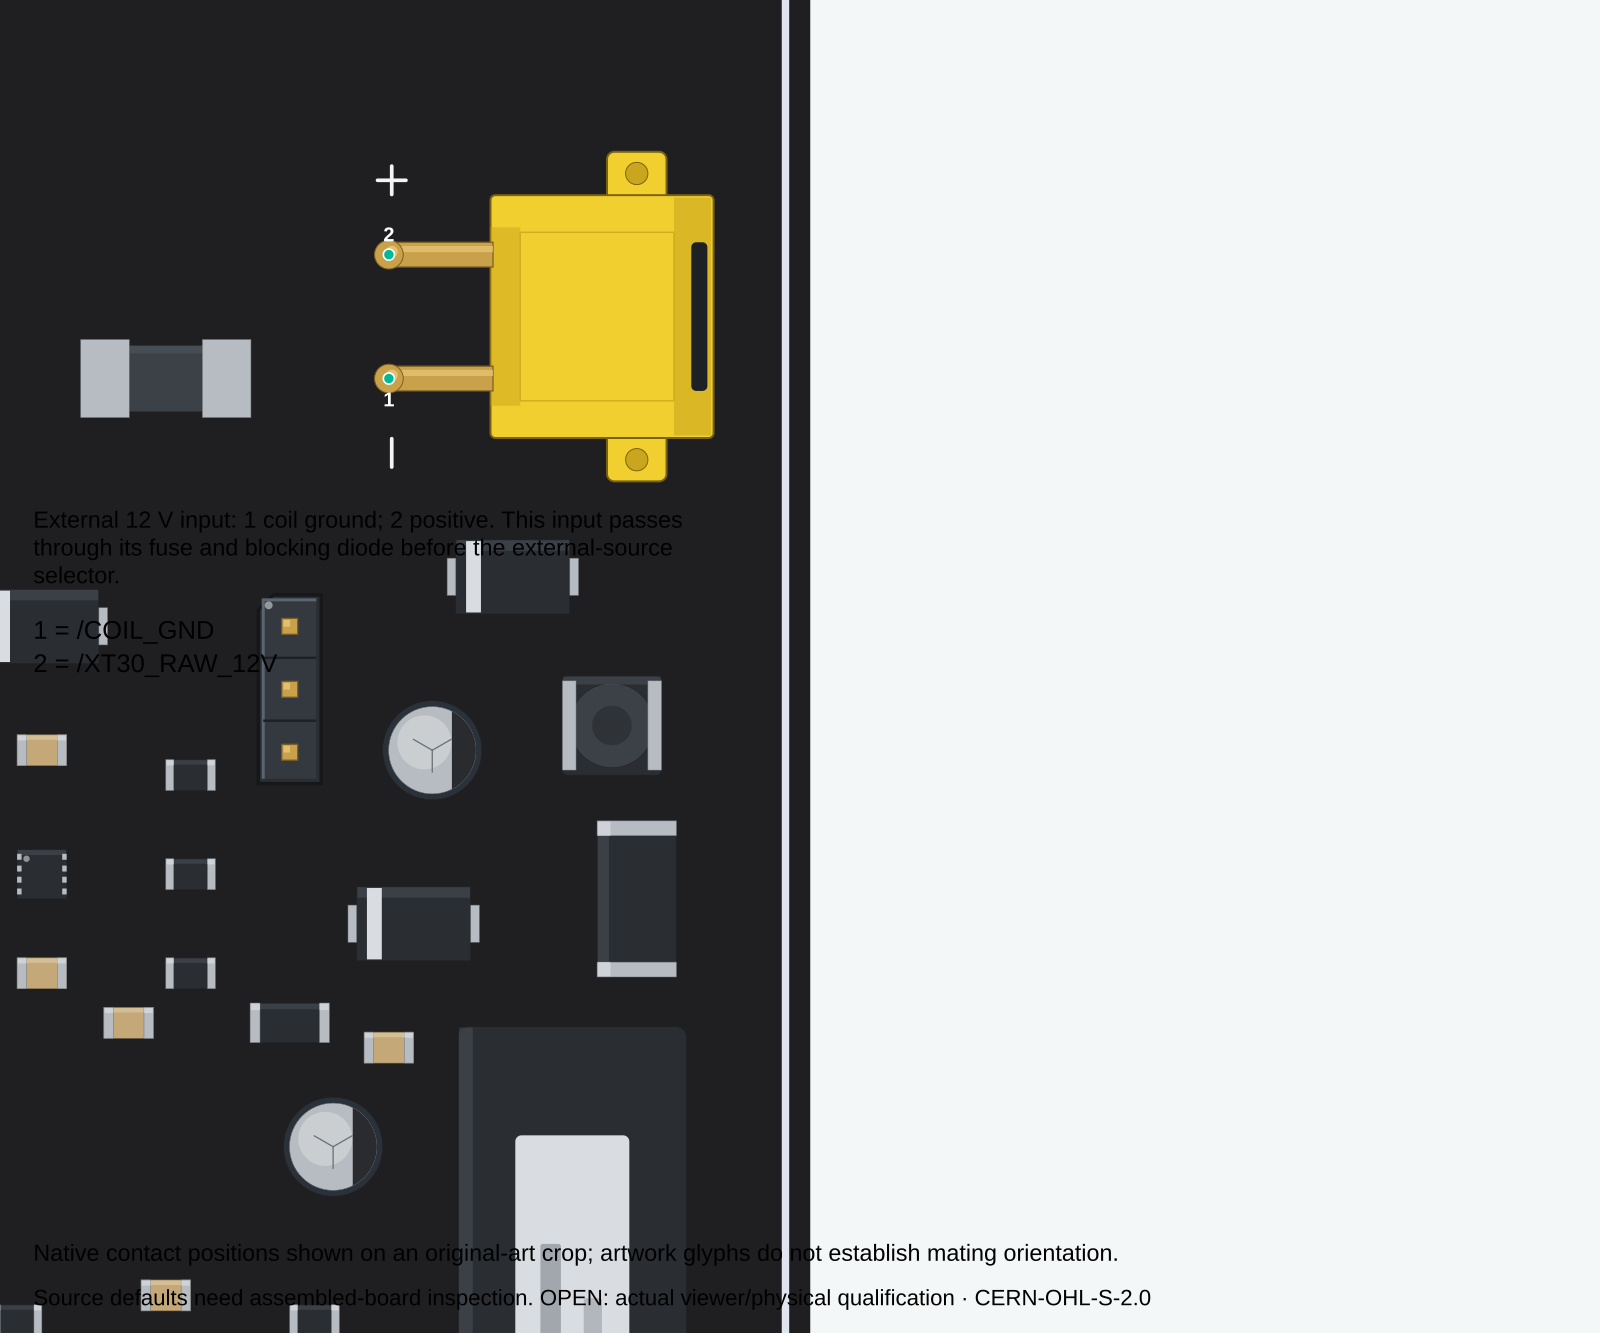 +
2
1
External 12 V input: 1 coil ground; 2 positive. This input passes
through its fuse and blocking diode before the external-source
selector.
1 = /COIL_GND
2 = /XT30_RAW_12V
Native contact positions shown on an original-art crop; artwork glyphs do not establish mating orientation.
Source defaults need assembled-board inspection. OPEN: actual viewer/physical qualification · CERN-OHL-S-2.0